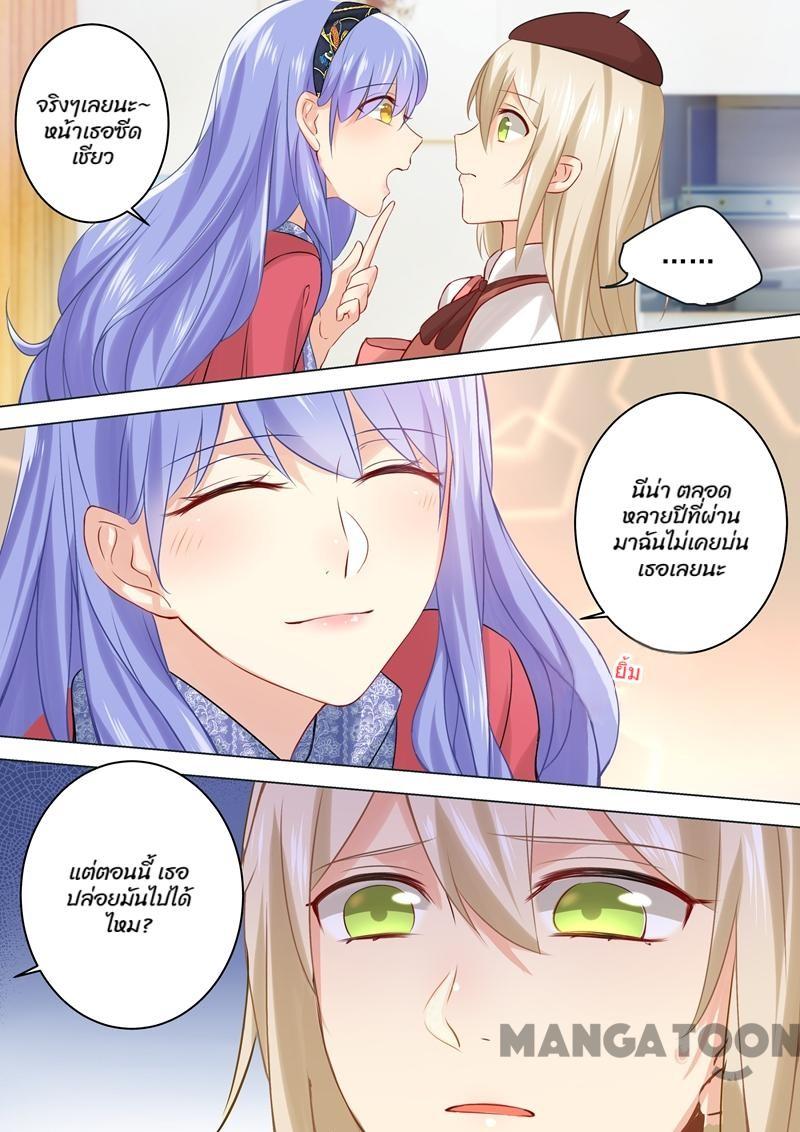 จริงๆเลยนะ~
หน้าเธอซีด
เชียว
......
นีน่า ตลอด
หลายปีที่ผ่าน
มาฉันไม่เคยบ่น
เธอเลยนะ
ยิ้ม
แต่ตอนนี้ เธอ
ปล่อยมันไปได้
ไหม?
MANGATOON